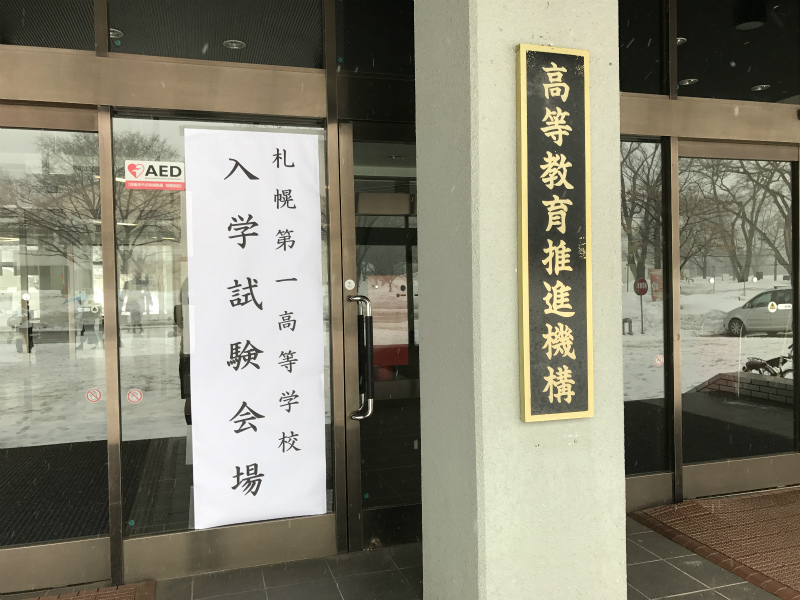 高等教育推進機構
札幌第一高等学校
入学試験会場
AED